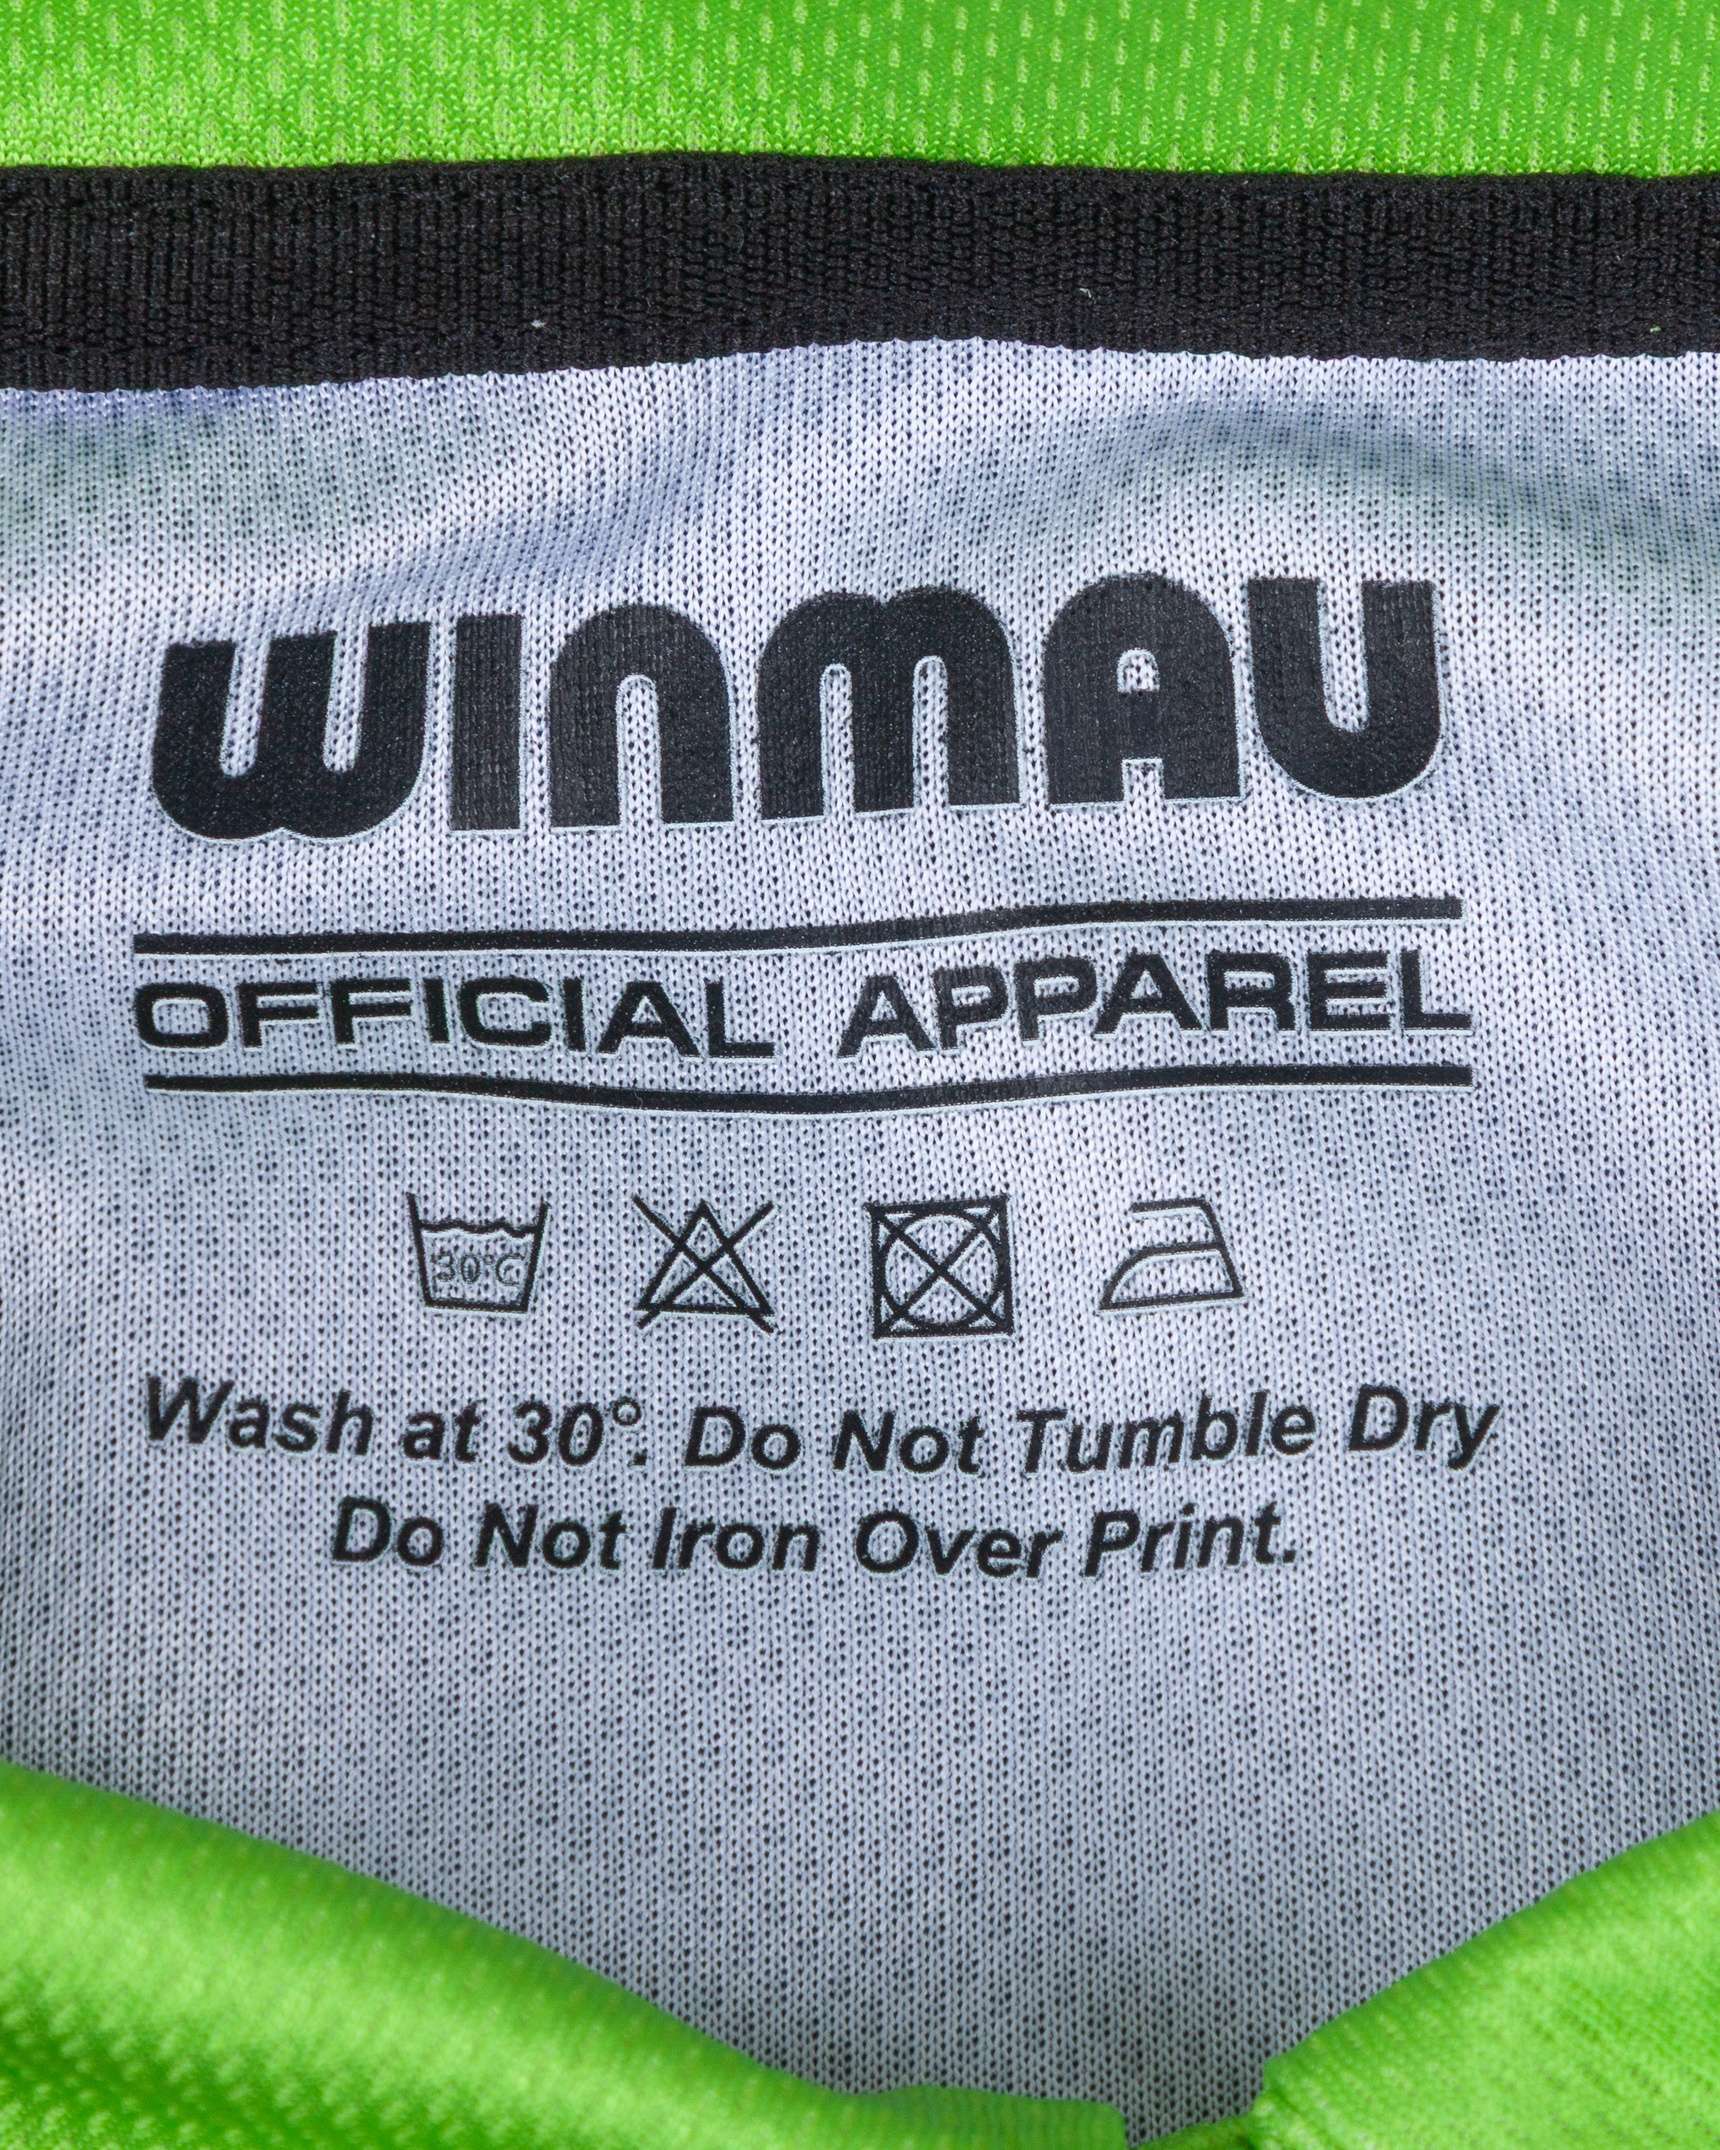 WINMAU
OFFICIAL APPAREL
30°C
Wash at 30°. Do Not Tumble Dry
Do Not Iron Over Print.